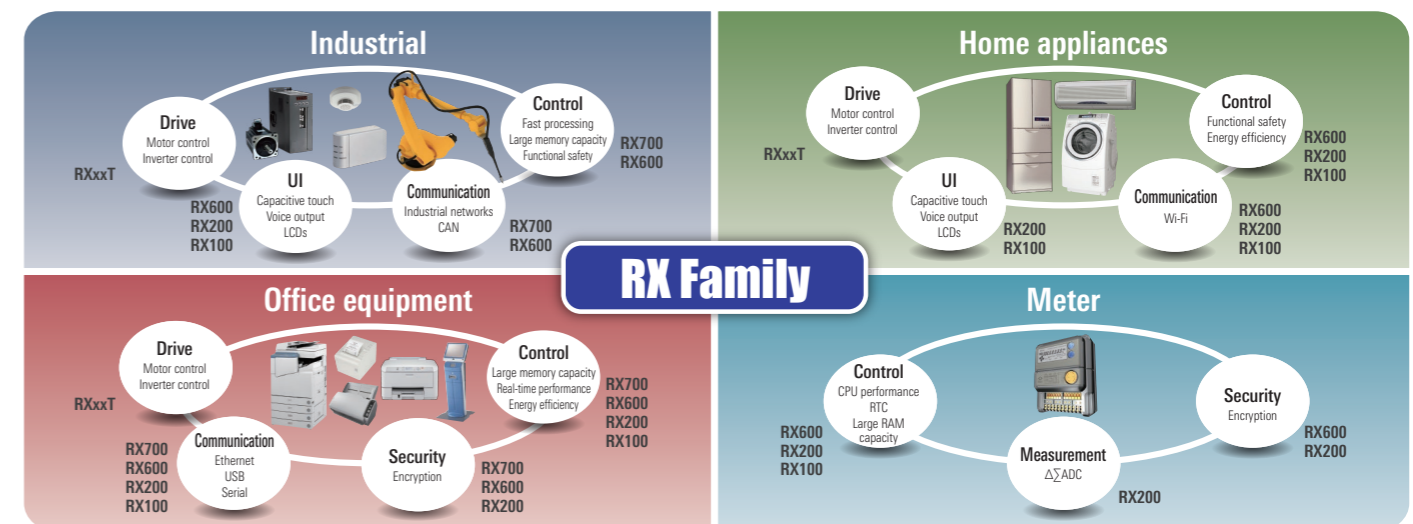 Industrial
Drive
Motor control
Inverter control
RXxxT
UI
Capacitive touch
Voice output
LCDs
RX600
RX200
RX100
Communication
Industrial networks
CAN
RX700
RX600
Control
Fast processing
Large memory capacity
Functional safety
RX700
RX600
Home appliances
Drive
Motor control
Inverter control
RXxxT
UI
Capacitive touch
Voice output
LCDs
RX200
RX100
Communication
Wi-Fi
RX600
RX200
RX100
Control
Functional safety
Energy efficiency
RX600
RX200
RX100
RX Family
Office equipment
Drive
Motor control
Inverter control
RXxxT
Communication
Ethernet
USB
Serial
RX700
RX600
RX200
RX100
Security
Encryption
RX700
RX600
RX200
Control
Large memory capacity
Real-time performance
Energy efficiency
RX700
RX600
RX200
RX100
Meter
Control
CPU performance
RTC
Large RAM
capacity
RX600
RX200
RX100
Measurement
Δ∑ADC
RX200
Security
Encryption
RX600
RX200